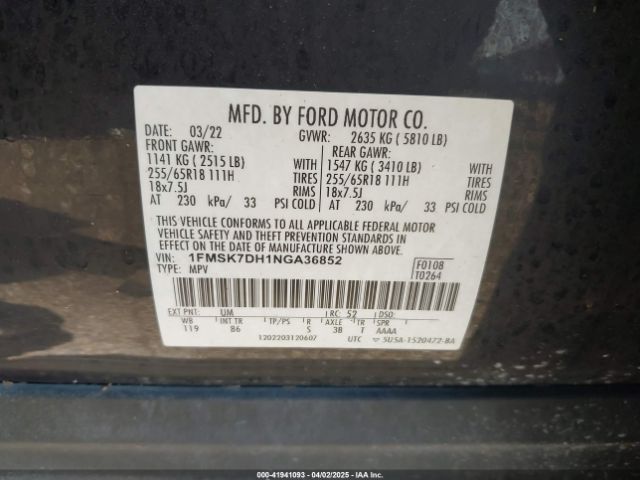 MFD. BY FORD MOTOR CO.
DATE: 03/22 GVWR: 2635 KG ( 5810 LB)
FRONT GAWR: REAR GAWR:
1141 KG ( 2515 LB) WITH 1547 KG ( 3410 LB) WITH
255/65R18 111H TIRES 255/65R18 111H TIRES
18x7.5J RIMS 18x7.5J RIMS
AT 230 kPa/ 33 PSI COLD AT 230 kPa/ 33 PSI COLD
THIS VEHICLE CONFORMS TO ALL APPLICABLE FEDERAL MOTOR
VEHICLE SAFETY AND THEFT PREVENTION STANDARDS IN
EFFECT ON THE DATE OF MANUFACTURE SHOWN ABOVE.
VIN: 1FMSK7DH1NGA36852 F0108
TYPE: MPV T0264
EXT PNT: UM RC: 52 DSO:
WB INT TR TP/PS R AXLE TR SPR
119 86 S 3B T AAAA
1202203120607 UTC 5U5A-1520472-BA
000-41941093 - 04/02/2025 - IAA, Inc.